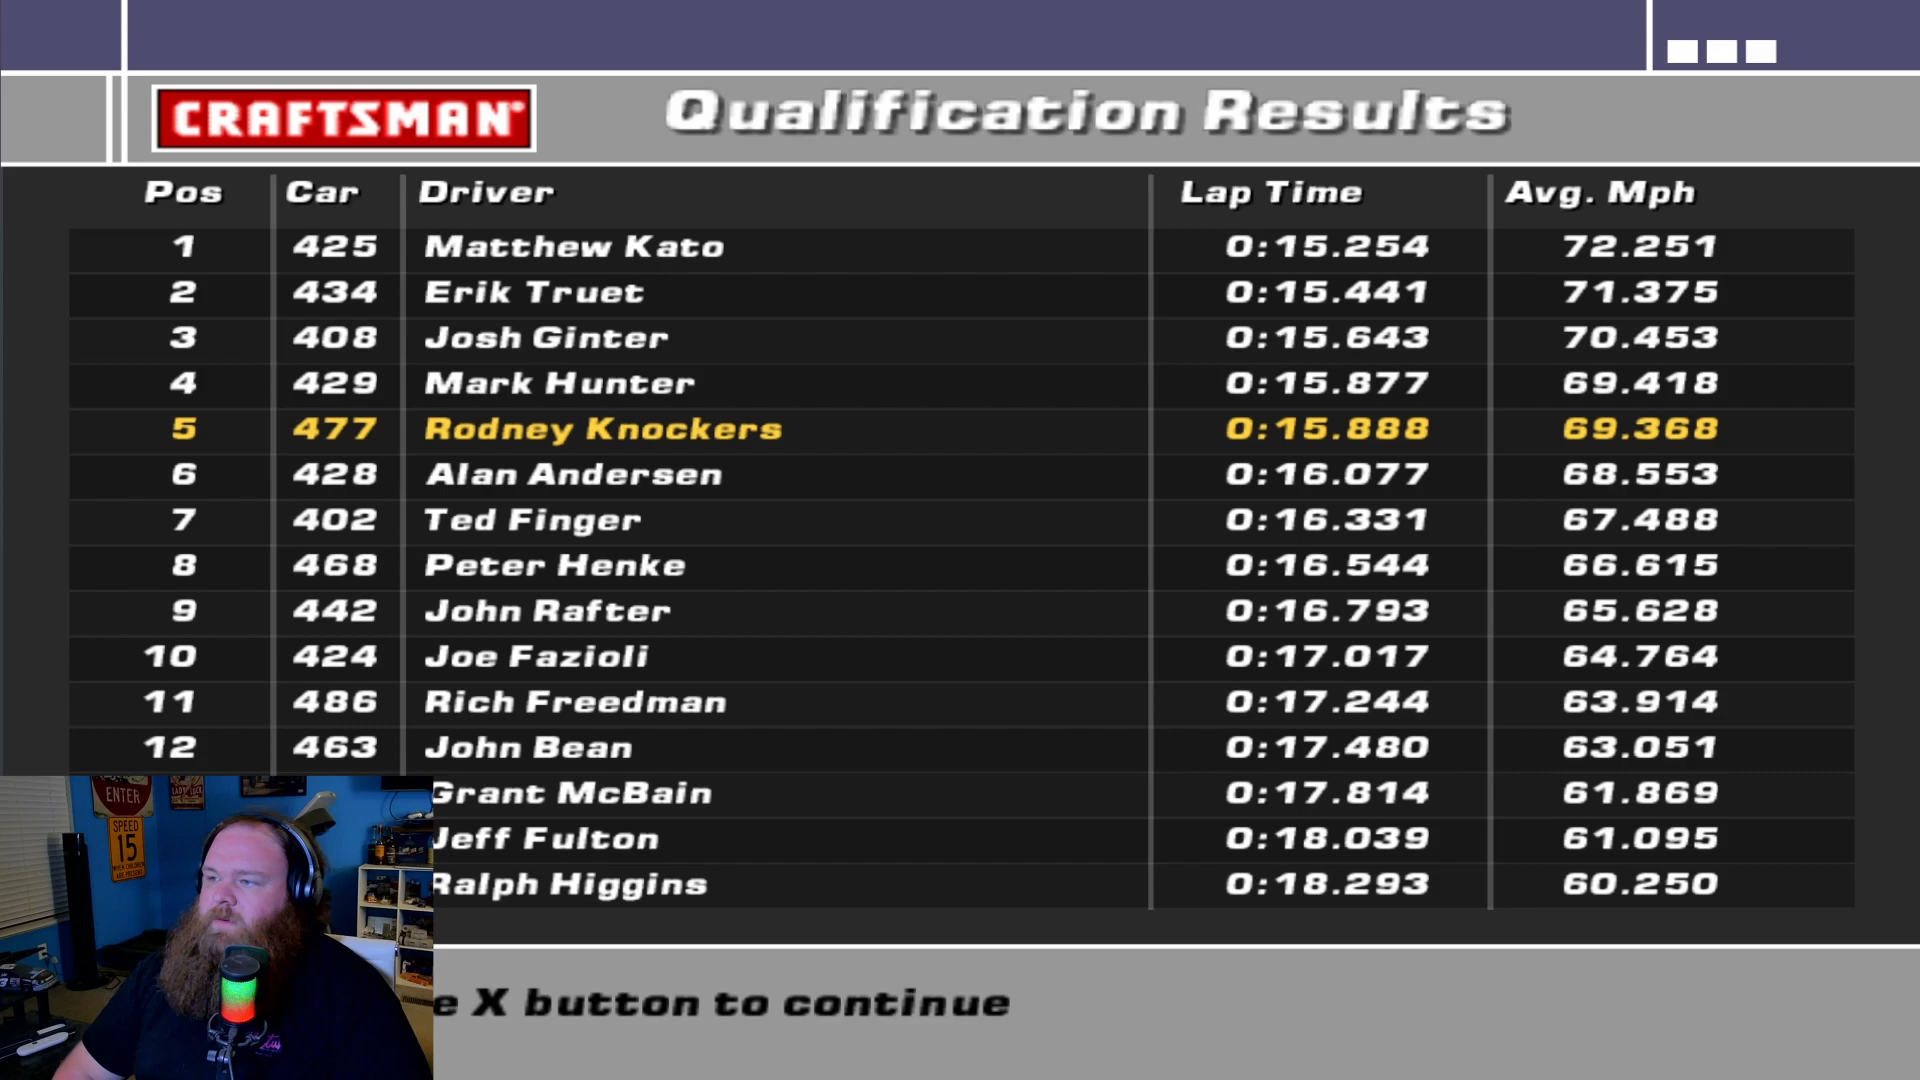 CRAFTSMAN
Qualification Results
Pos Car Driver Lap Time Avg. Mph
1 425 Matthew Kato 0:15.254 72.251
2 434 Erik Truet 0:15.441 71.375
3 408 Josh Ginter 0:15.643 70.453
4 429 Mark Hunter 0:15.877 69.418
5 477 Rodney Knockers 0:15.888 69.368
6 428 Alan Andersen 0:16.077 68.553
7 402 Ted Finger 0:16.331 67.488
8 468 Peter Henke 0:16.544 66.615
9 442 John Rafter 0:16.793 65.628
10 424 Joe Fazioli 0:17.017 64.764
11 486 Rich Freedman 0:17.244 63.914
12 463 John Bean 0:17.480 63.051
Grant McBain 0:17.814 61.869
Jeff Fulton 0:18.039 61.095
Ralph Higgins 0:18.293 60.250
ENTER
LADY LUCK
SPEED
15
WHEN CHILDREN
ARE PRESENT
e X button to continue